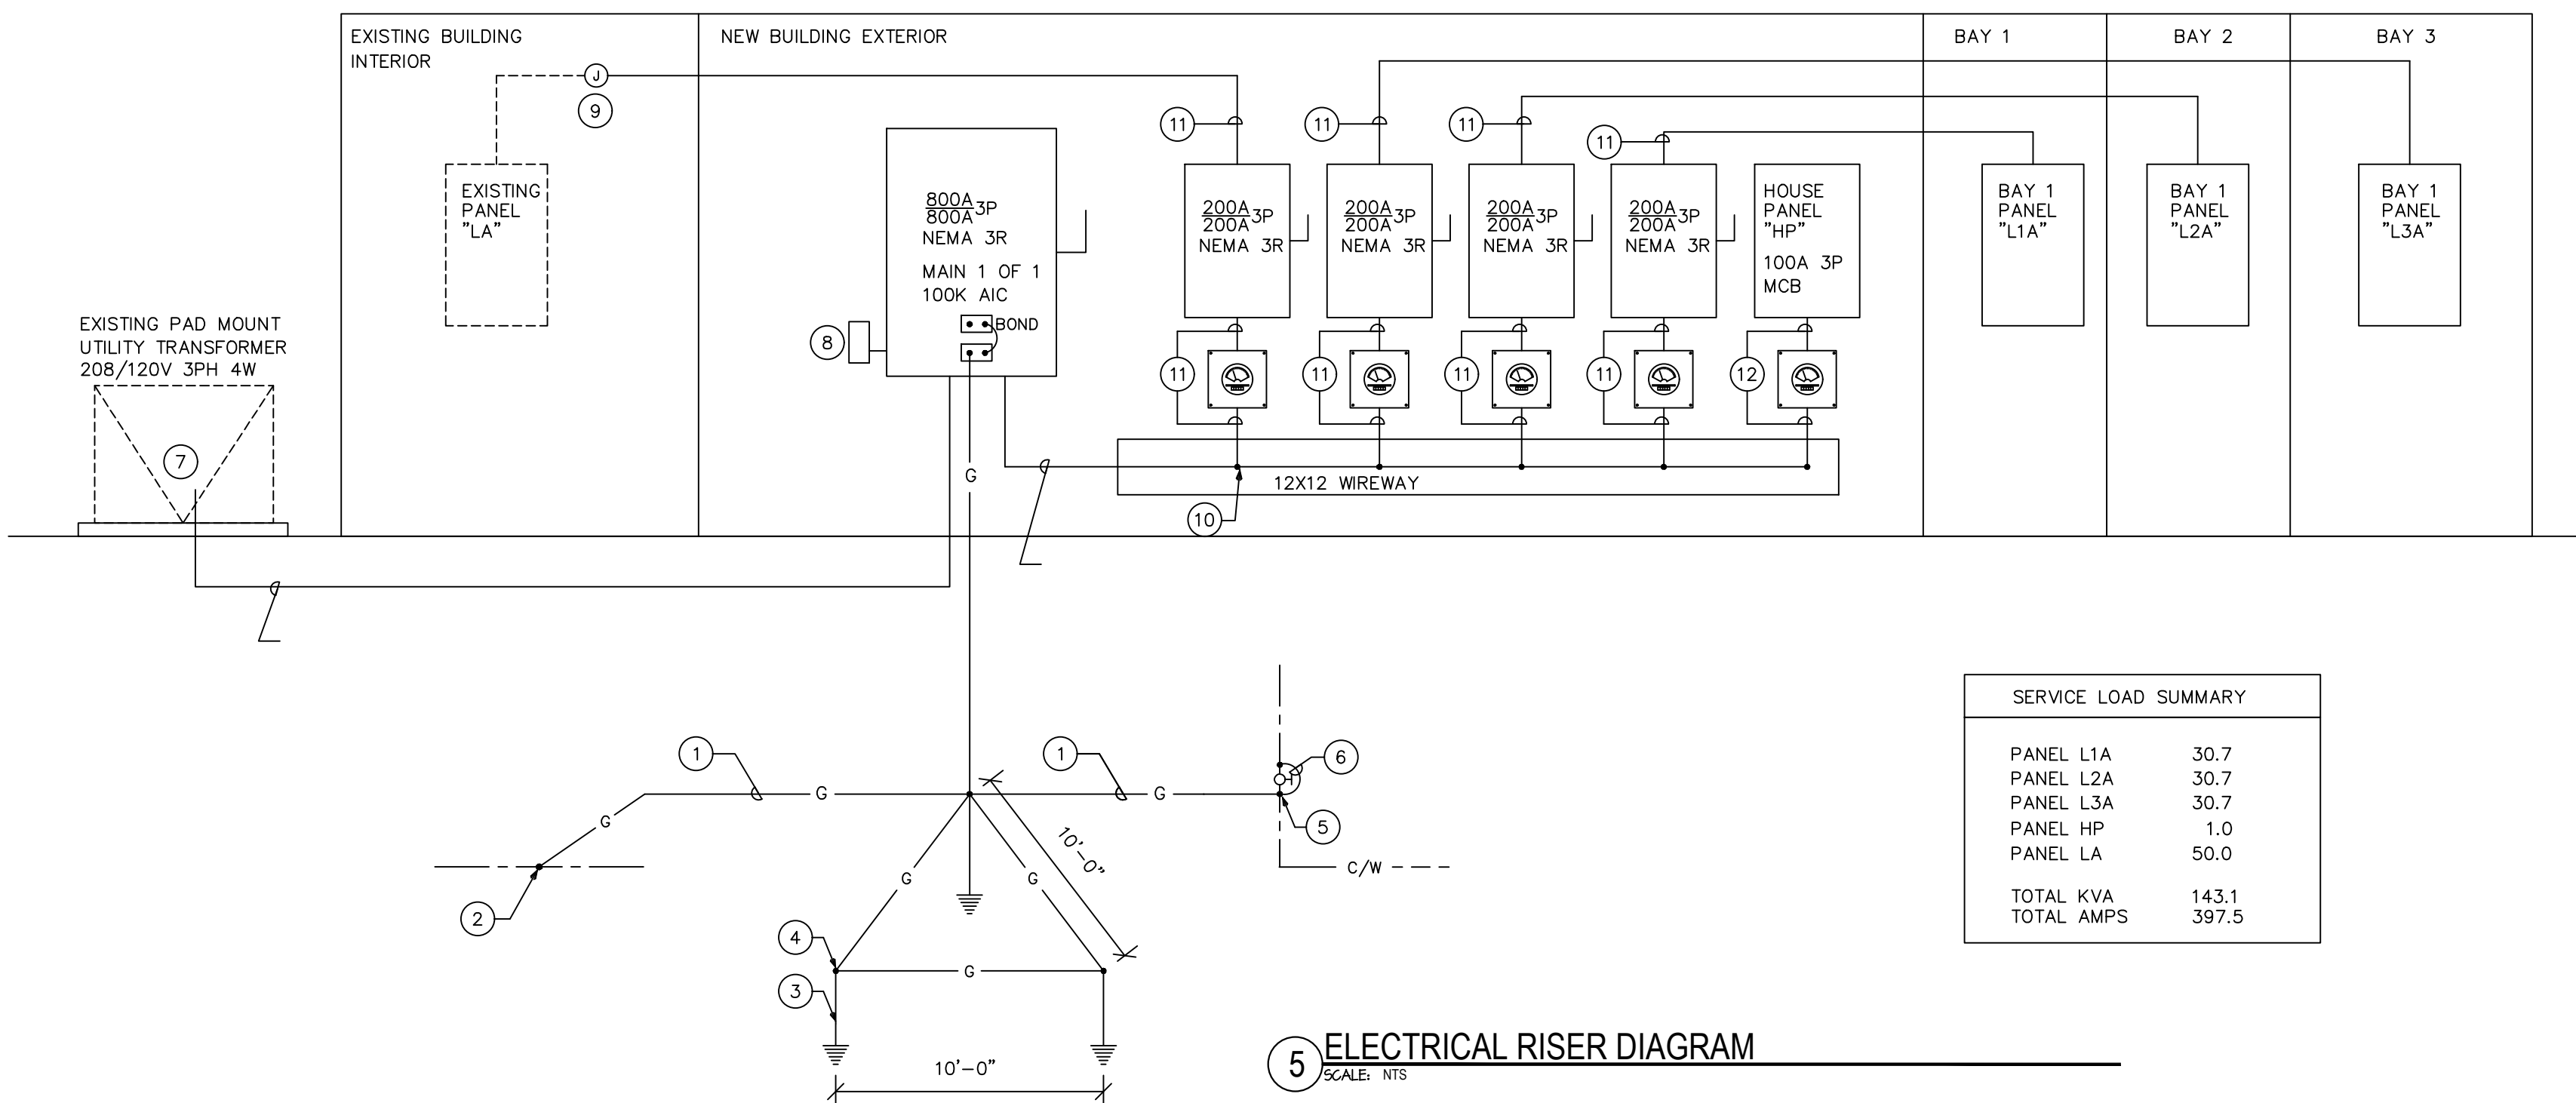 EXISTING BUILDING
INTERIOR
NEW BUILDING EXTERIOR
BAY 1
BAY 2
BAY 3
J
9
EXISTING
PANEL
"LA"
800A
800A 3P
NEMA 3R
MAIN 1 OF 1
100K AIC
BOND
8
11
11
11
11
200A
200A 3P
NEMA 3R
200A
200A 3P
NEMA 3R
200A
200A 3P
NEMA 3R
200A
200A 3P
NEMA 3R
HOUSE
PANEL
"HP"
100A 3P
MCB
BAY 1
PANEL
"L1A"
BAY 1
PANEL
"L2A"
BAY 1
PANEL
"L3A"
11
11
11
11
12
EXISTING PAD MOUNT
UTILITY TRANSFORMER
208/120V 3PH 4W
7
G
12X12 WIREWAY
10
1
1
G
G
G
6
5
2
10'-0"
G
G
C/W
4
3
G
10'-0"
SERVICE LOAD SUMMARY
PANEL L1A 30.7
PANEL L2A 30.7
PANEL L3A 30.7
PANEL HP 1.0
PANEL LA 50.0
TOTAL KVA 143.1
TOTAL AMPS 397.5
5 ELECTRICAL RISER DIAGRAM
SCALE: NTS